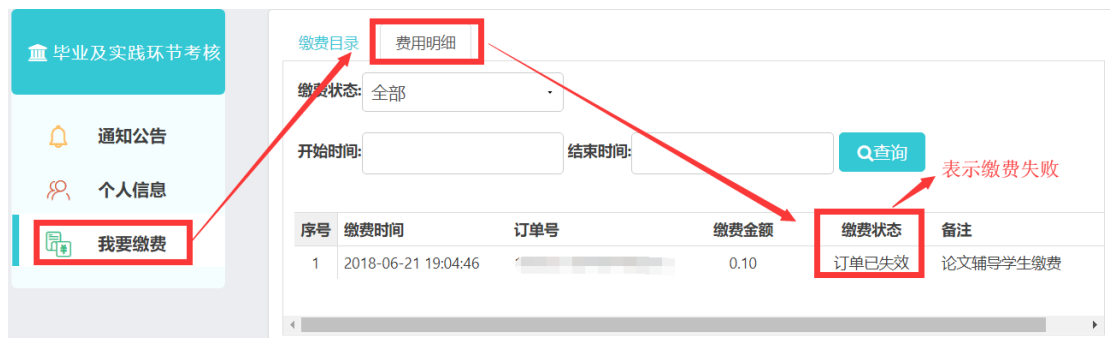 毕业及实践环节考核
通知公告
个人信息
我要缴费
缴费目录 费用明细
缴费状态: 全部
开始时间: 结束时间: 查询
表示缴费失败
序号 缴费时间 订单号 缴费金额 缴费状态 备注
1 2018-06-21 19:04:46 0.10 订单已失效 论文辅导学生缴费